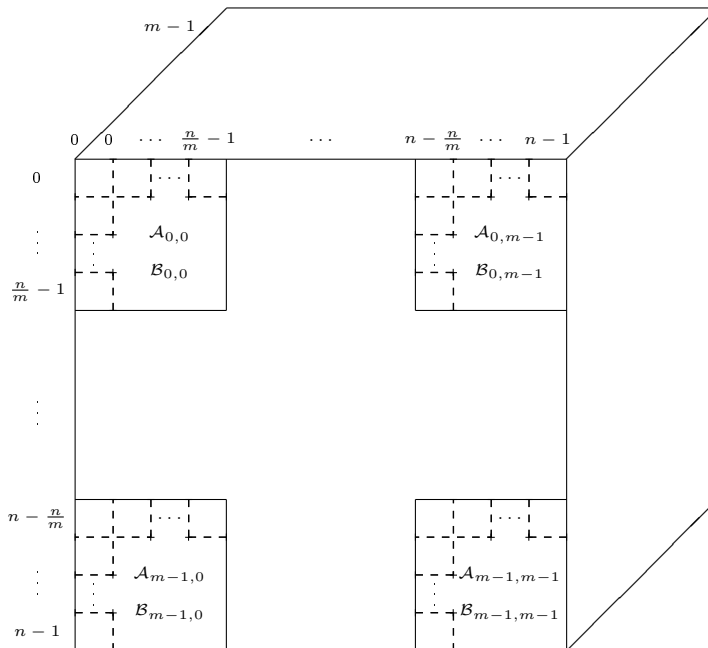 m − 1
0 0 ··· n/m − 1 ··· n − n/m ··· n − 1
0 ··· ···
⋮ 𝒜0,0 𝒜0,m−1
⋮ ℬ0,0 ⋮ ℬ0,m−1
n/m − 1
⋮
n − n/m ··· ···
⋮ 𝒜m−1,0 𝒜m−1,m−1
⋮ ℬm−1,0 ⋮ ℬm−1,m−1
n − 1